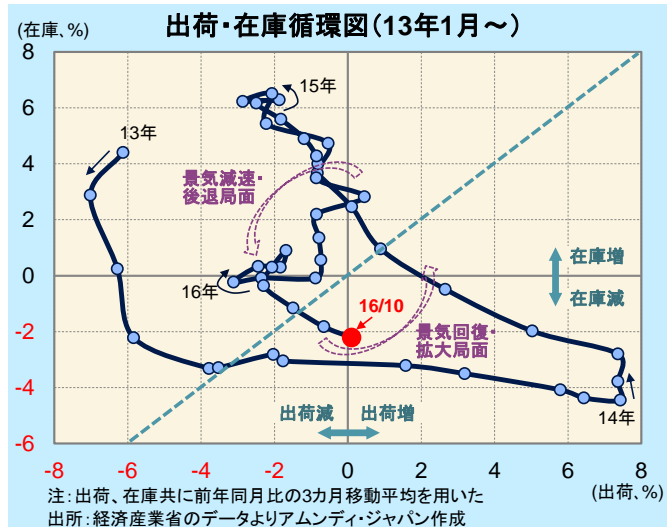 出荷・在庫循環図(13年1月~)
(在庫、%)
8
6
4
2
0
-2
-4
-6
-8
-6
-4
-2
0
2
4
6
8
(出荷、%)
13年
15年
景気減速・
後退局面
16年
在庫増
在庫減
16/10
景気回復・
拡大局面
出荷減 出荷増
14年
注:出荷、在庫共に前年同月比の3カ月移動平均を用いた
出所:経済産業省のデータよりアムンディ・ジャパン作成